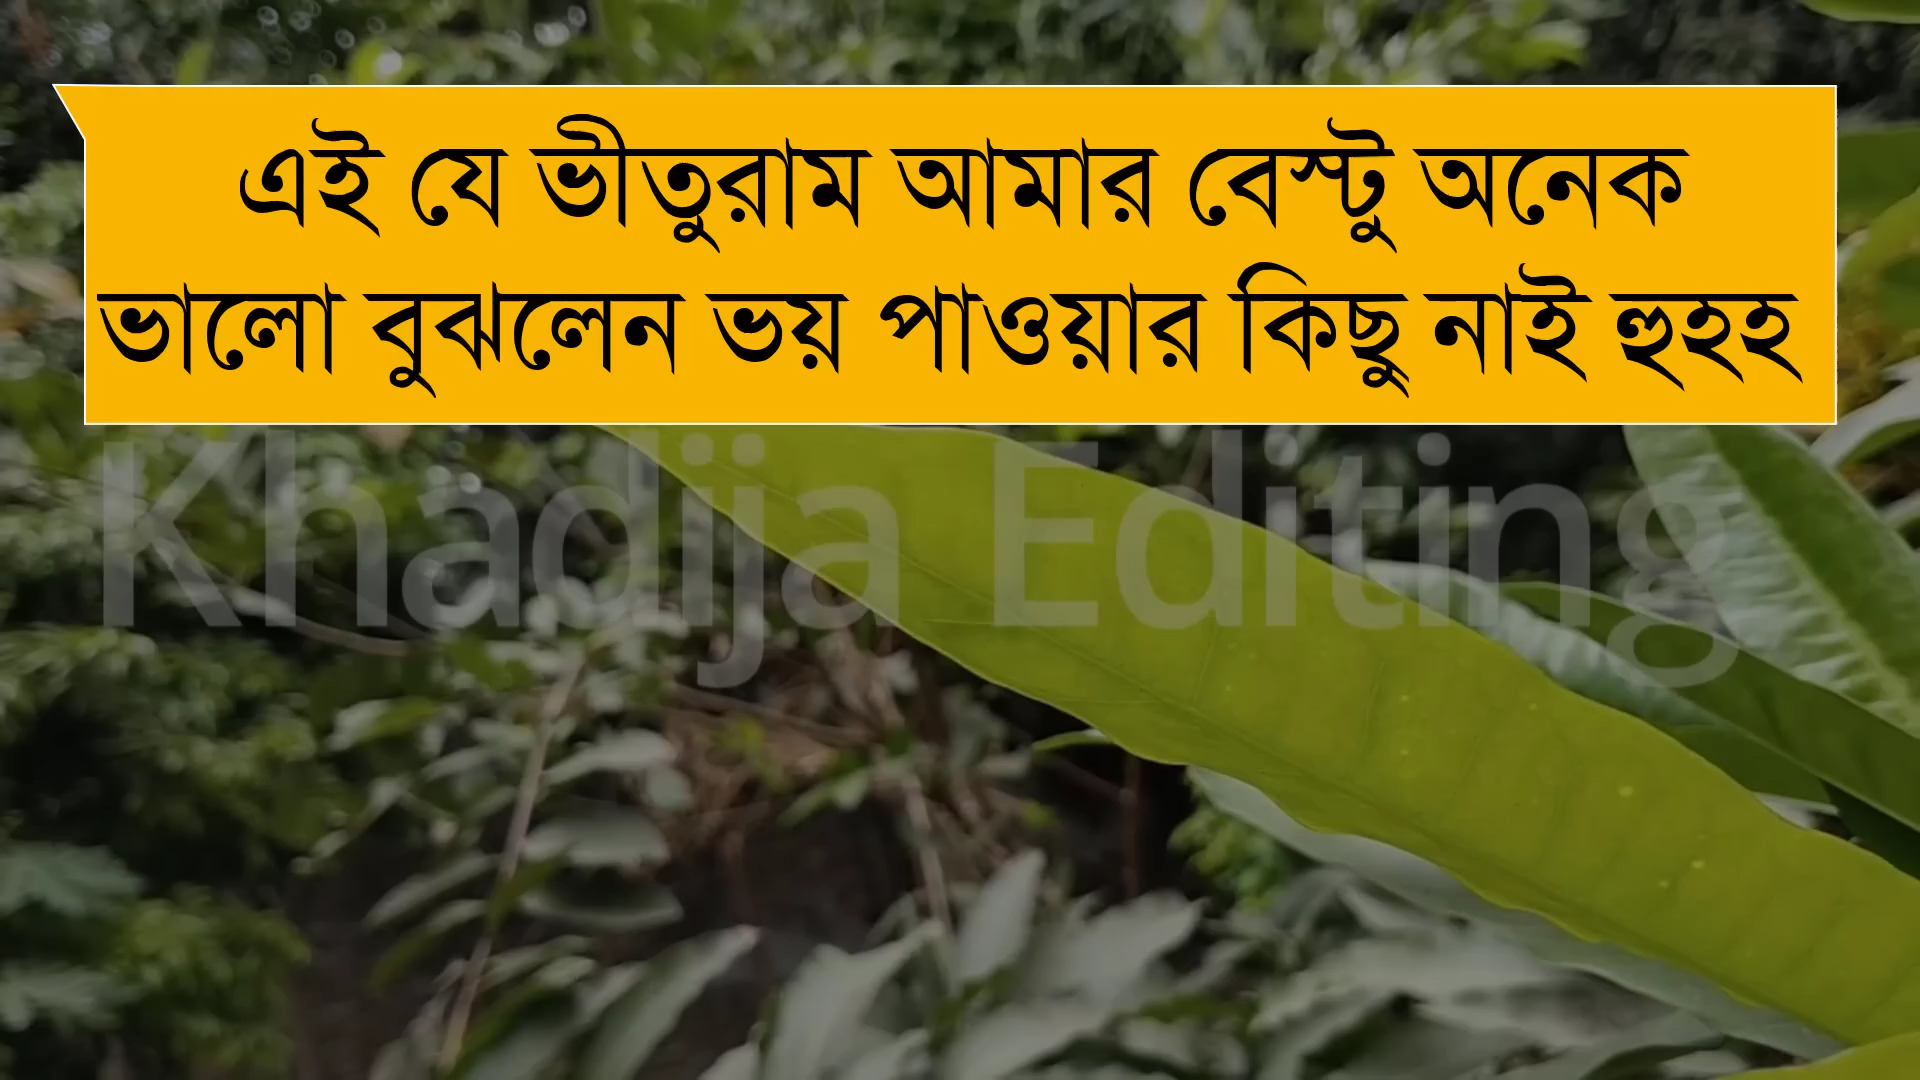 এই যে ভীতুরাম আমার বেস্টু অনেক
ভালো বুঝলেন ভয় পাওয়ার কিছু নাই হুহহ
Khadija Editing